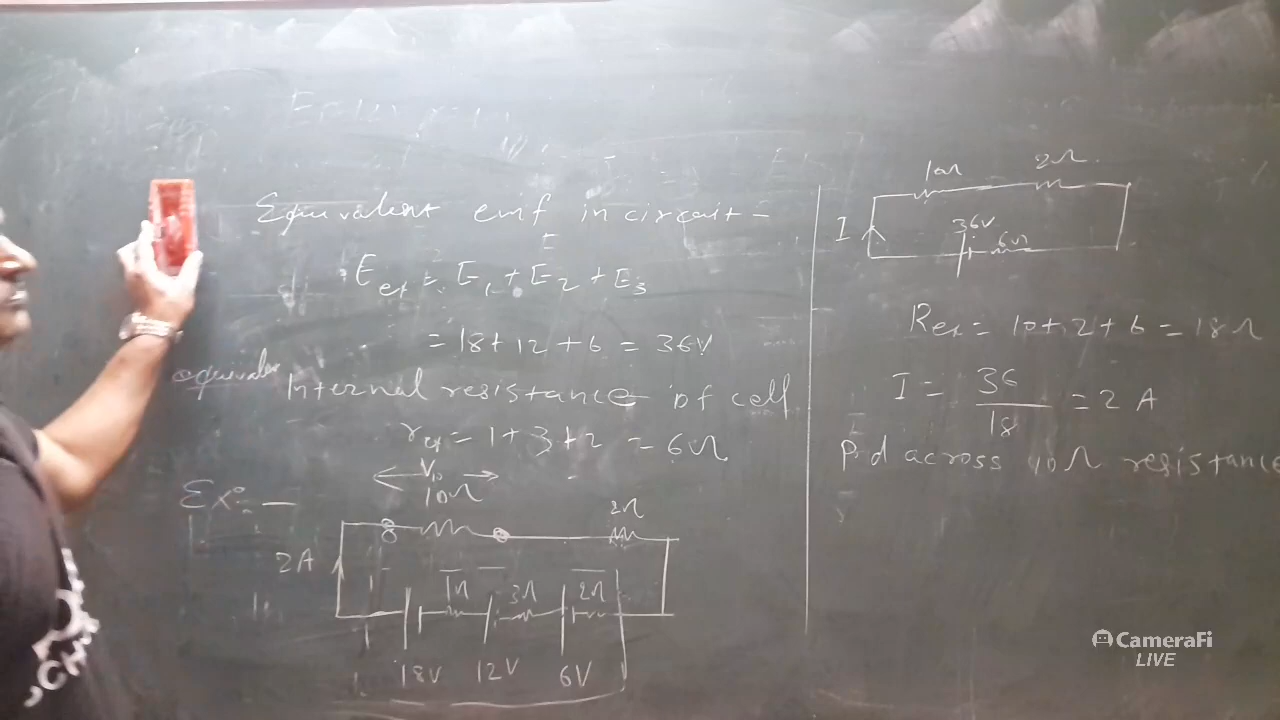 Equivalent emf in circuit -
E
Eeq = E1 + E2 + E3
= 18 + 12 + 6 = 36V
Internal resistance of cell
req = 1 + 3 + 2 = 6Ω
V10
10Ω
Ex:-
2Ω
2A
1Ω 3Ω 2Ω
18V 12V 6V
10Ω 2Ω
I
36V
6Ω
Req = 10 + 2 + 6 = 18Ω
I = 36/18 = 2 A
P.d across 10Ω resistance
CameraFi
LIVE